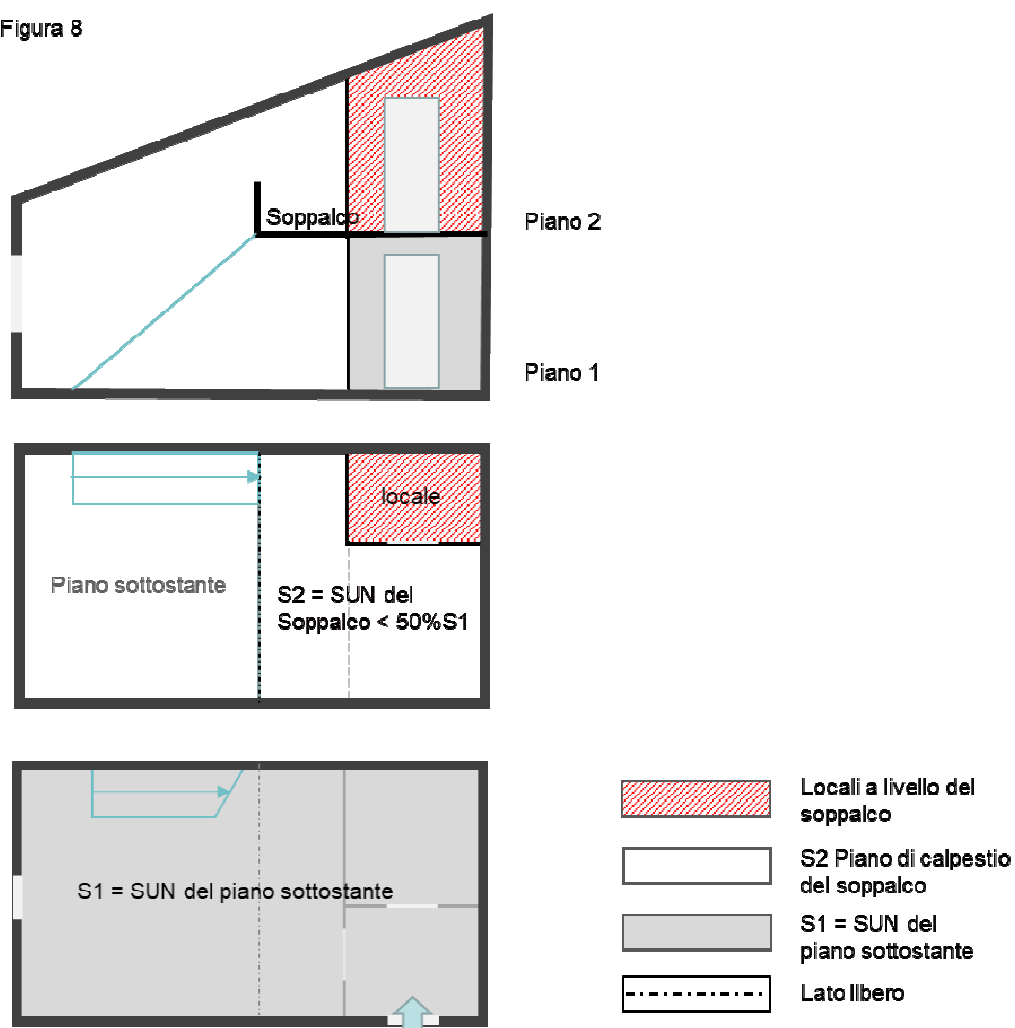 Figura 8
Soppalco
Piano 2
Piano 1
locale
Piano sottostante
S2 = SUN del
Soppalco < 50%S1
S1 = SUN del piano sottostante
Locali a livello del
soppalco
S2 Piano di calpestio
del soppalco
S1 = SUN del
piano sottostante
Lato libero